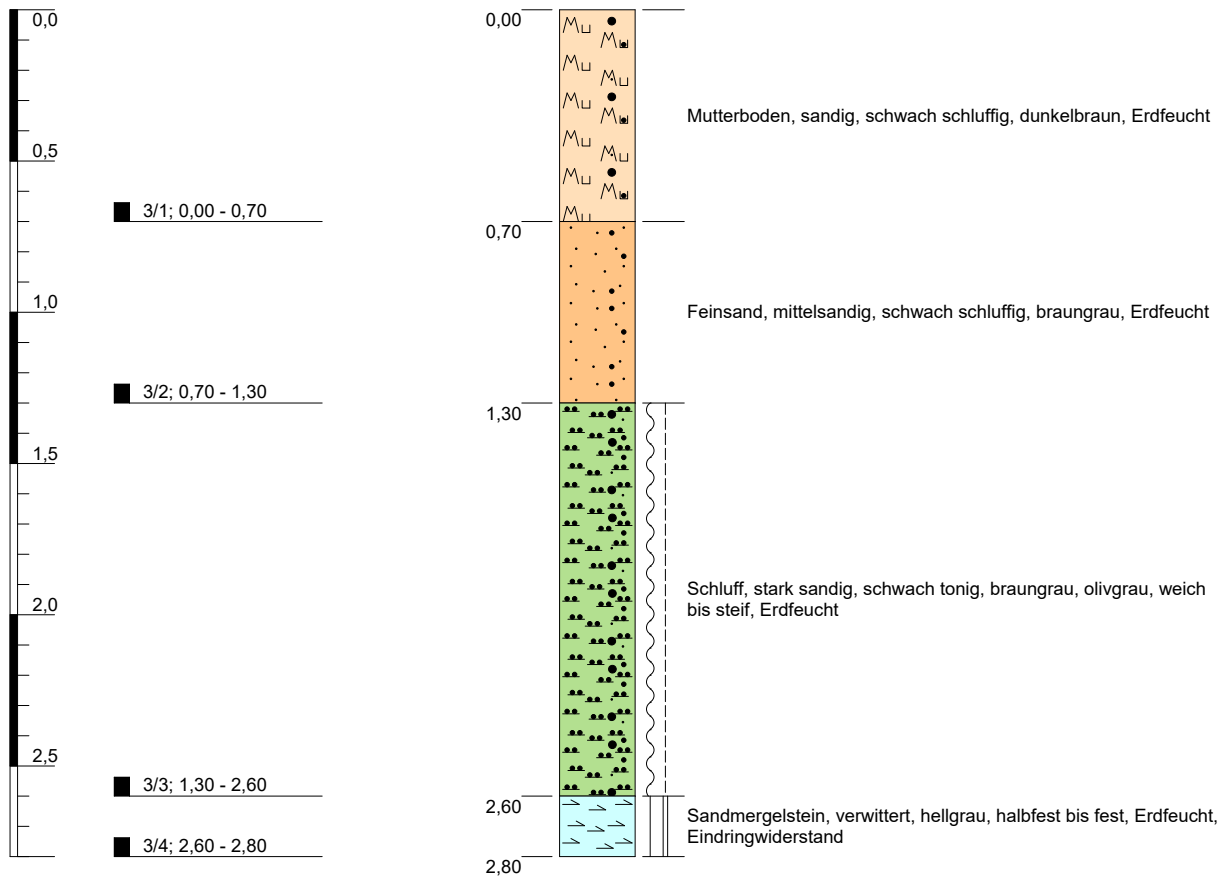 0,0
0,00
Mutterboden, sandig, schwach schluffig, dunkelbraun, Erdfeucht
0,5
3/1; 0,00 - 0,70
0,70
1,0
Feinsand, mittelsandig, schwach schluffig, braungrau, Erdfeucht
3/2; 0,70 - 1,30
1,30
1,5
Schluff, stark sandig, schwach tonig, braungrau, olivgrau, weich
bis steif, Erdfeucht
2,0
2,5
3/3; 1,30 - 2,60
2,60
Sandmergelstein, verwittert, hellgrau, halbfest bis fest, Erdfeucht,
Eindringwiderstand
3/4; 2,60 - 2,80
2,80